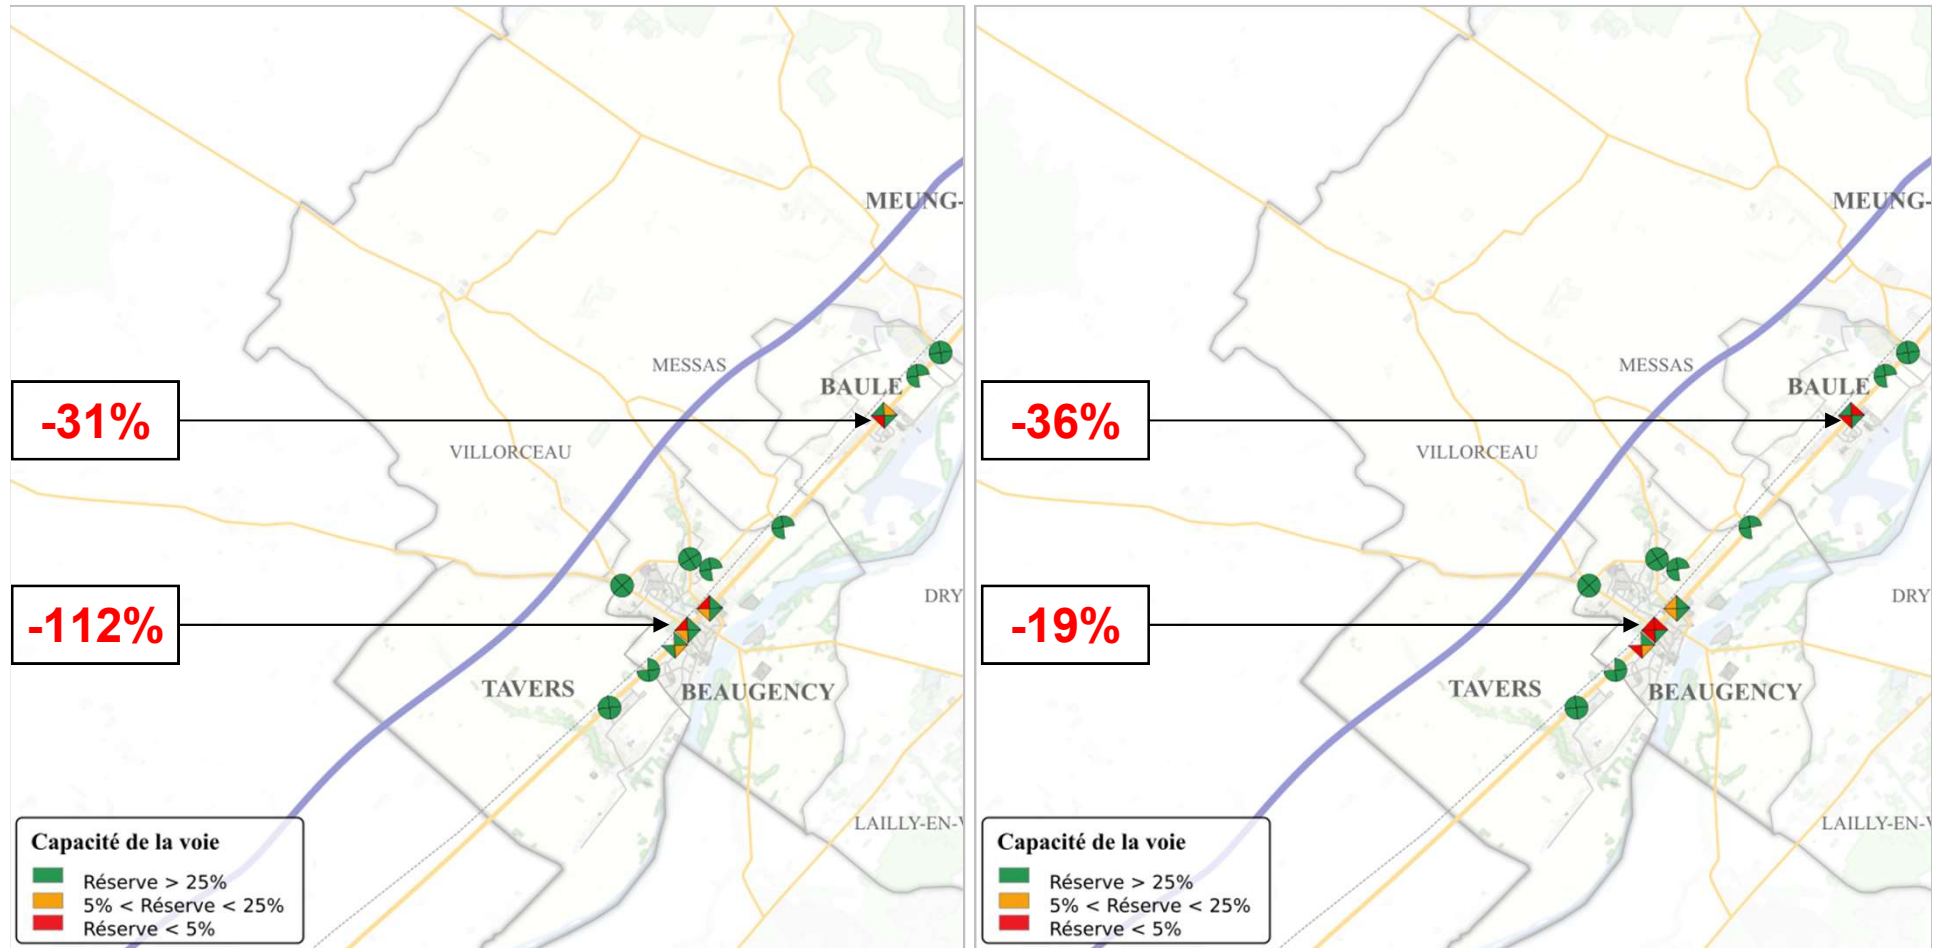 MEUNG-
MESSAS
BAULE
-31%
VILLORCEAU
DRY
-112%
TAVERS
BEAUGENCY
LAILLY-EN-V
Capacité de la voie
Réserve > 25%
5% < Réserve < 25%
Réserve < 5%
MEUNG-
MESSAS
BAULE
-36%
VILLORCEAU
DRY
-19%
TAVERS
BEAUGENCY
LAILLY-EN-V
Capacité de la voie
Réserve > 25%
5% < Réserve < 25%
Réserve < 5%